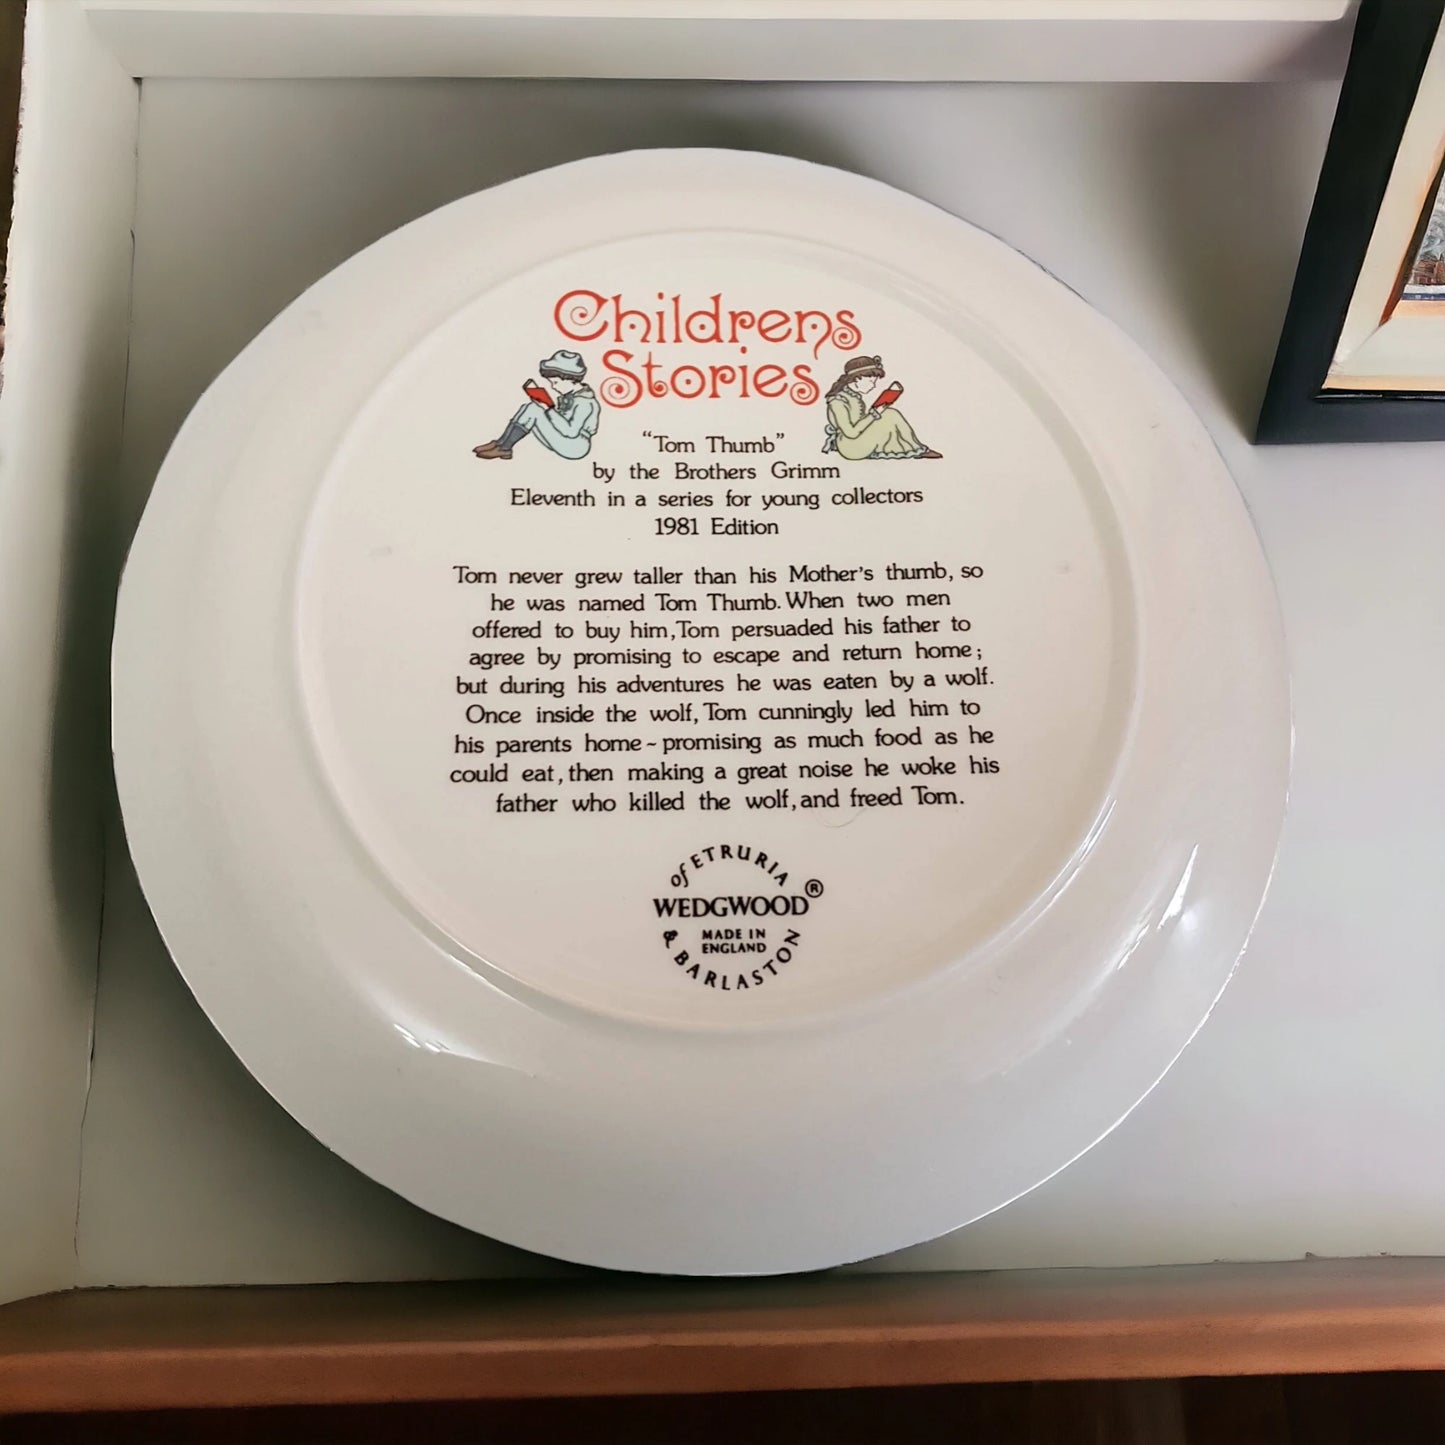 Childrens
Stories
“Tom Thumb”
by the Brothers Grimm
Eleventh in a series for young collectors
1981 Edition
Tom never grew taller than his Mother's thumb, so
he was named Tom Thumb. When two men
offered to buy him, Tom persuaded his father to
agree by promising to escape and return home;
but during his adventures he was eaten by a wolf.
Once inside the wolf, Tom cunningly led him to
his parents home ~ promising as much food as he
could eat, then making a great noise he woke his
father who killed the wolf, and freed Tom.
of ETRURIA
WEDGWOOD®
MADE IN
ENGLAND
& BARLASTON